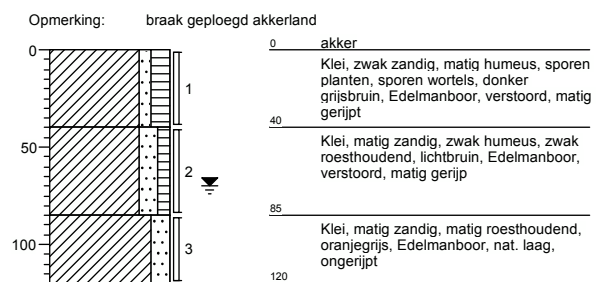 Opmerking: braak geploegd akkerland
0
50
100
1
2
3
0 akker
Klei, zwak zandig, matig humeus, sporen
planten, sporen wortels, donker
grijsbruin, Edelmanboor, verstoord, matig
gerijpt
40
Klei, matig zandig, zwak humeus, zwak
roesthoudend, lichtbruin, Edelmanboor,
verstoord, matig gerijp
85
Klei, matig zandig, matig roesthoudend,
oranjegrijs, Edelmanboor, nat. laag,
ongerijpt
120